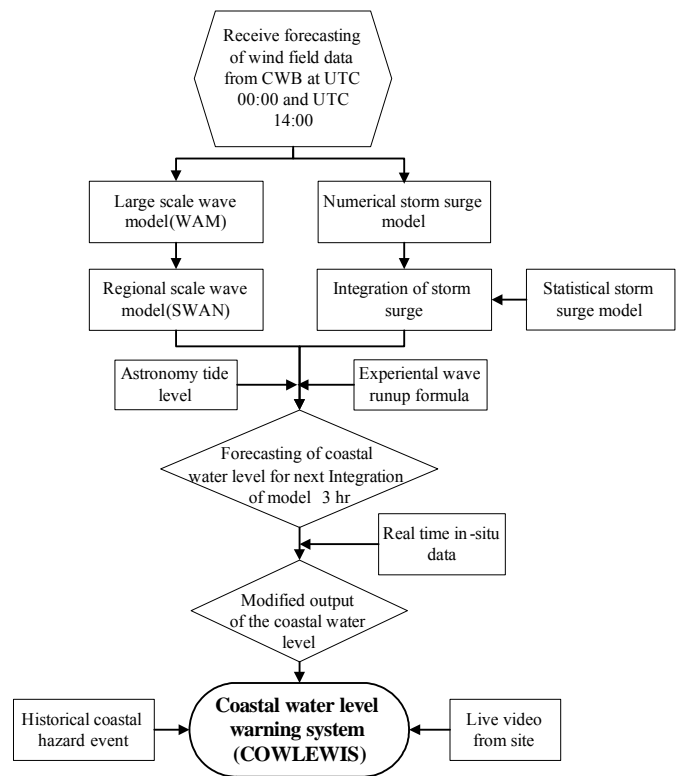 Receive forecasting
of wind field data
from CWB at UTC
00:00 and UTC
14:00
Large scale wave
model(WAM)
Numerical storm surge
model
Regional scale wave
model(SWAN)
Integration of storm
surge
Statistical storm
surge model
Astronomy tide
level
Experiental wave
runup formula
Forecasting of coastal
water level for next Integration
of model 3 hr
Real time in-situ
data
Modified output
of the coastal water
level
Historical coastal
hazard event
Coastal water level
warning system
(COWLEWIS)
Live video
from site